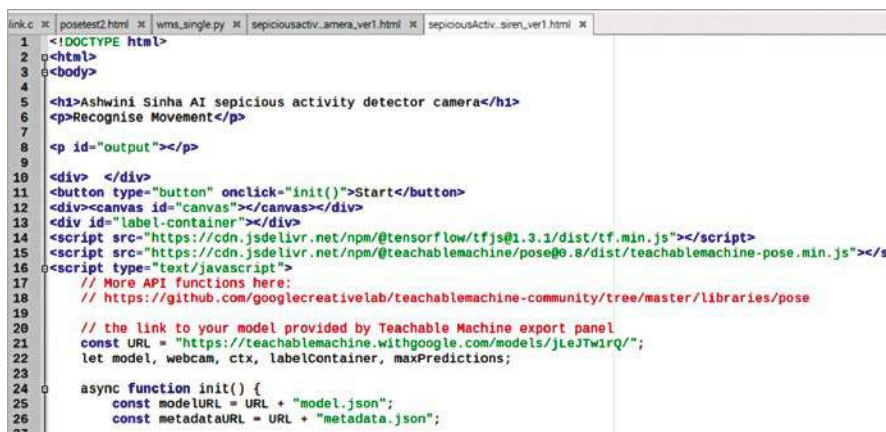 link.c posetest2.html wms_single.py sepiciousactiv..amera_ver1.html sepiciousActiv..siren_ver1.html
1 <!DOCTYPE html>
2 <html>
3 <body>
4
5 <h1>Ashwini Sinha AI sepicious activity detector camera</h1>
6 <p>Recognise Movement</p>
7
8 <p id="output"></p>
9
10 <div> </div>
11 <button type="button" onclick="init()">Start</button>
12 <div><canvas id="canvas"></canvas></div>
13 <div id="label-container"></div>
14 <script src="https://cdn.jsdelivr.net/npm/@tensorflow/tfjs@1.3.1/dist/tf.min.js"></script>
15 <script src="https://cdn.jsdelivr.net/npm/@teachablemachine/pose@0.8/dist/teachablemachine-pose.min.js"></s
16 <script type="text/javascript">
17 // More API functions here:
18 // https://github.com/googlecreativelab/teachablemachine-community/tree/master/libraries/pose
19
20 // the link to your model provided by Teachable Machine export panel
21 const URL = "https://teachablemachine.withgoogle.com/models/jLeJTw1rQ/";
22 let model, webcam, ctx, labelContainer, maxPredictions;
23
24 async function init() {
25 const modelURL = URL + "model.json";
26 const metadataURL = URL + "metadata.json";
27